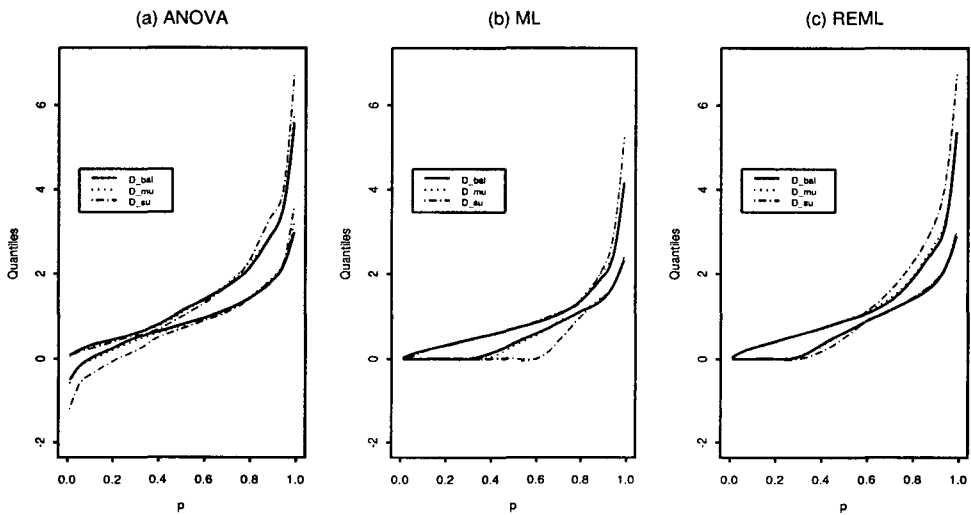 (a) ANOVA
Quantiles
6
4
2
0
-2
D_bal
D_mu
D_su
0.0 0.2 0.4 0.6 0.8 1.0
p
(b) ML
Quantiles
6
4
2
0
-2
D_bal
D_mu
D_su
0.0 0.2 0.4 0.6 0.8 1.0
p
(c) REML
Quantiles
6
4
2
0
-2
D_bal
D_mu
D_su
0.0 0.2 0.4 0.6 0.8 1.0
p